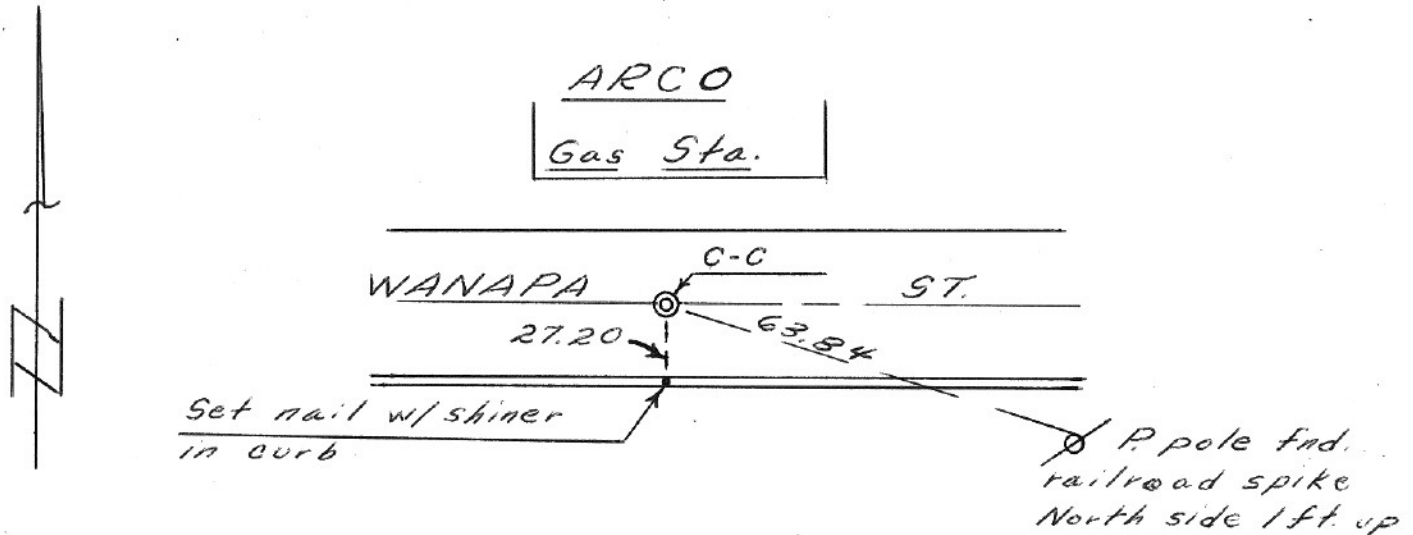 ARCO
Gas Sta.
C-C
WANAPA ST.
27.20
63.84
Set nail w/ shiner
in curb
P. pole fnd.
railroad spike
North side 1 ft. up
N